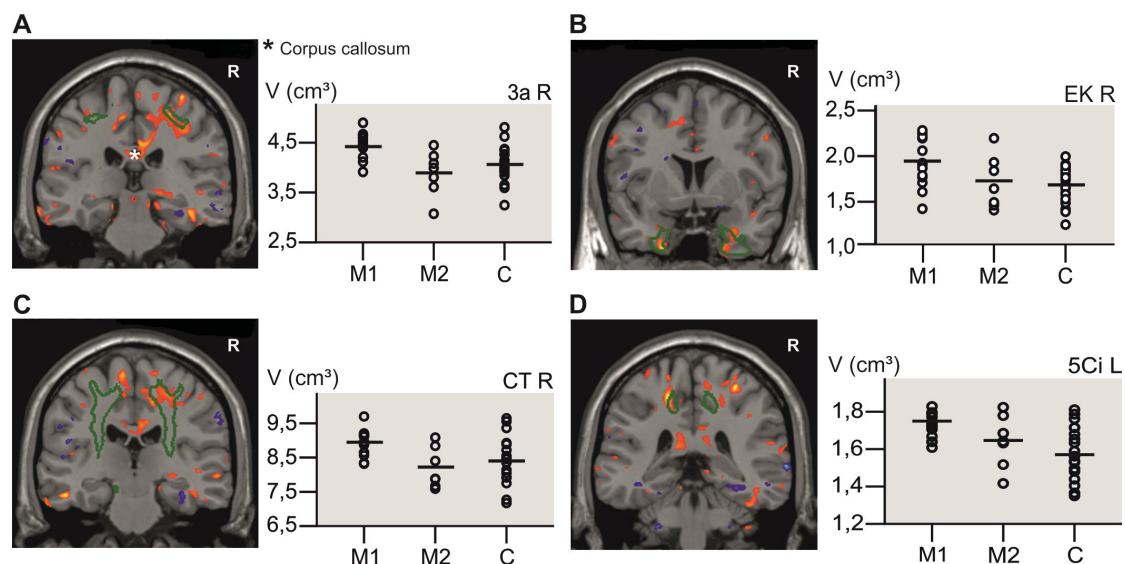 A
R
* Corpus callosum
V (cm³)
3a R
4,5
3,5
2,5
M1 M2 C
B
R
V (cm³)
EK R
2,5
2,0
1,5
1,0
M1 M2 C
C
R
V (cm³)
CT R
9,5
8,5
7,5
6,5
M1 M2 C
D
R
V (cm³)
5Ci L
1,8
1,6
1,4
1,2
M1 M2 C